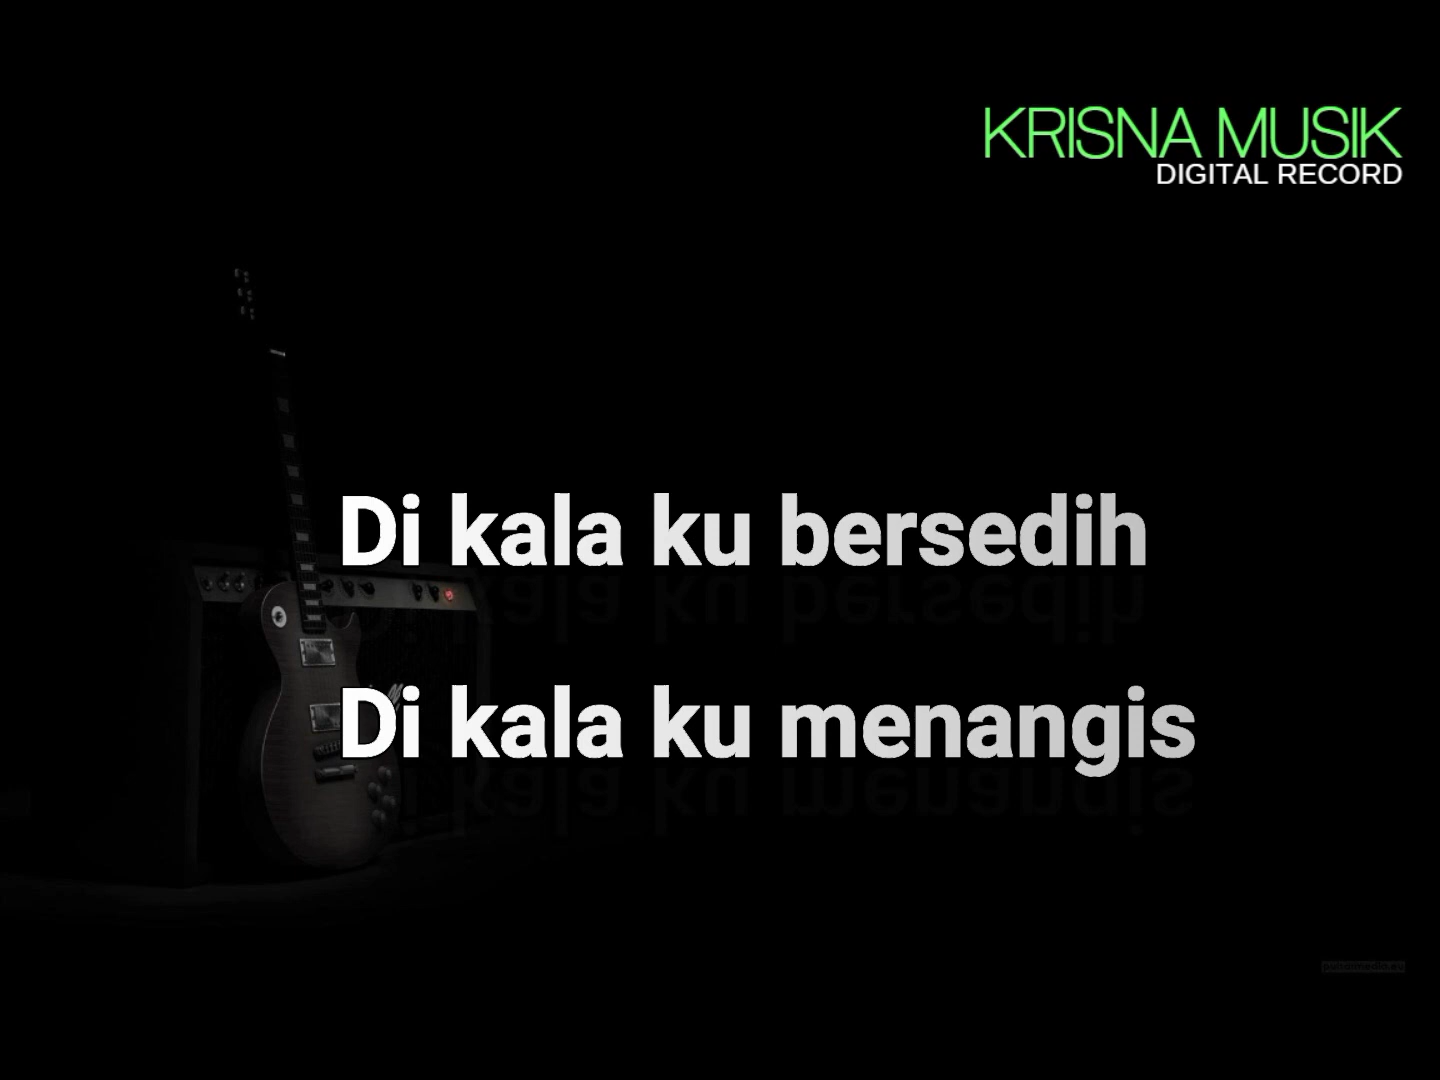 KRISNA MUSIK
DIGITAL RECORD
Di kala ku bersedih
Di kala ku menangis